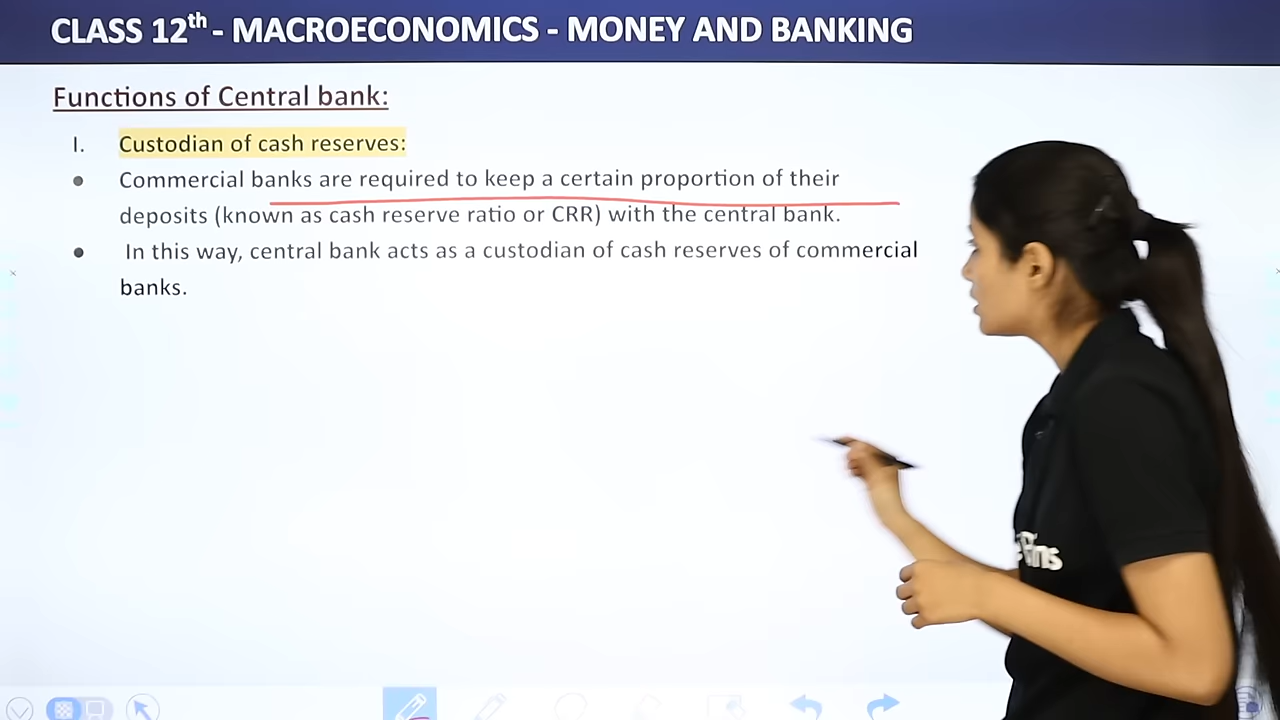 CLASS 12th - MACROECONOMICS - MONEY AND BANKING
Functions of Central bank:
I. Custodian of cash reserves:
• Commercial banks are required to keep a certain proportion of their
deposits (known as cash reserve ratio or CRR) with the central bank.
• In this way, central bank acts as a custodian of cash reserves of commercial
banks.